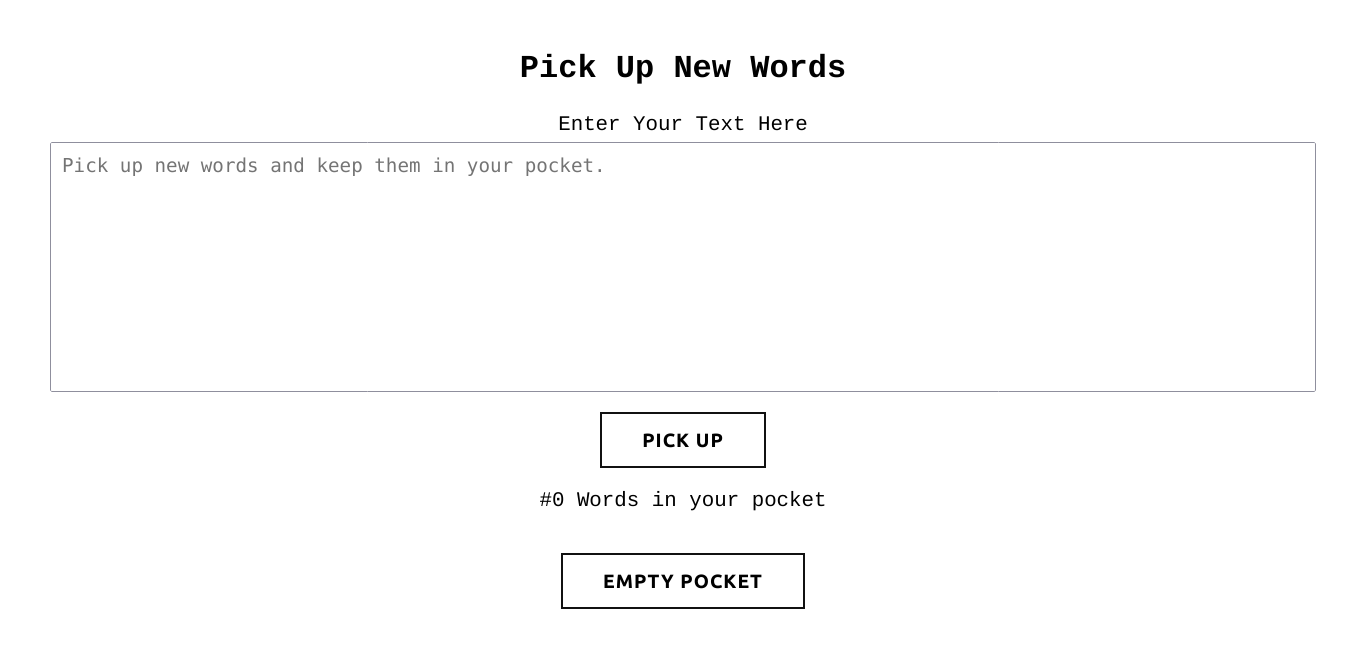 Pick Up New Words
Enter Your Text Here
Pick up new words and keep them in your pocket.
PICK UP
#0 Words in your pocket
EMPTY POCKET